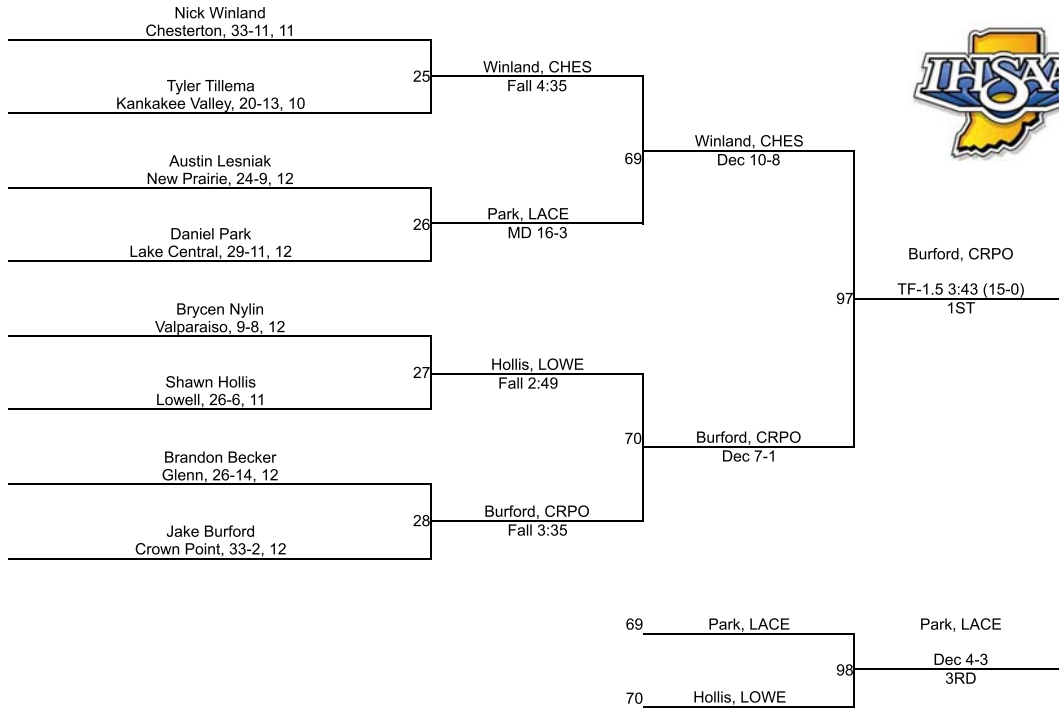 Nick Winland
Chesterton, 33-11, 11
25
Winland, CHES
Fall 4:35
Tyler Tillema
Kankakee Valley, 20-13, 10
IHSAA
69
Winland, CHES
Dec 10-8
Austin Lesniak
New Prairie, 24-9, 12
26
Park, LACE
MD 16-3
Daniel Park
Lake Central, 29-11, 12
97
Burford, CRPO
TF-1.5 3:43 (15-0)
1ST
Brycen Nylin
Valparaiso, 9-8, 12
27
Hollis, LOWE
Fall 2:49
Shawn Hollis
Lowell, 26-6, 11
70
Burford, CRPO
Dec 7-1
Brandon Becker
Glenn, 26-14, 12
28
Burford, CRPO
Fall 3:35
Jake Burford
Crown Point, 33-2, 12
69
Park, LACE
98
Park, LACE
Dec 4-3
3RD
70
Hollis, LOWE